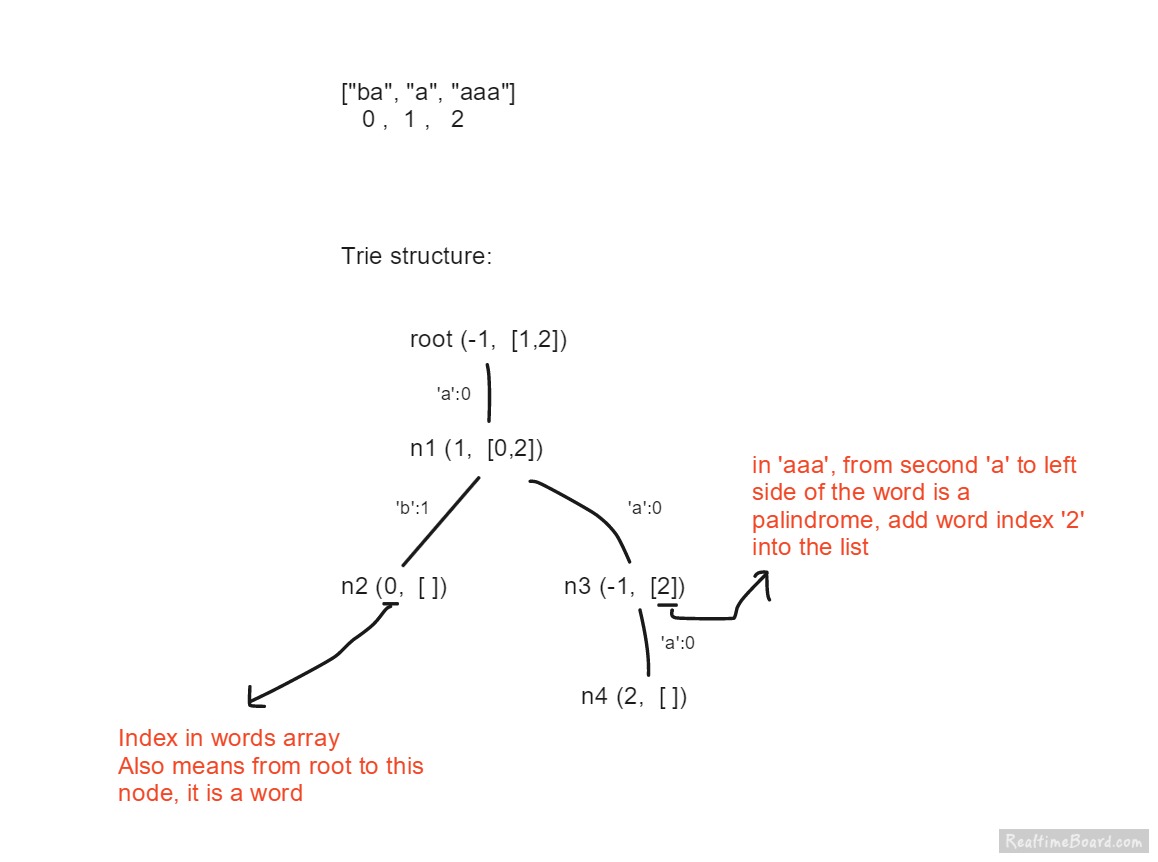 ["ba", "a", "aaa"]
0 , 1 , 2
Trie structure:
root (-1, [1,2])
'a':0
n1 (1, [0,2])
'b':1
'a':0
in 'aaa', from second 'a' to left
side of the word is a
palindrome, add word index '2'
into the list
n2 (0, [ ])
n3 (-1, [2])
'a':0
n4 (2, [ ])
Index in words array
Also means from root to this
node, it is a word
RealtimeBoard.com